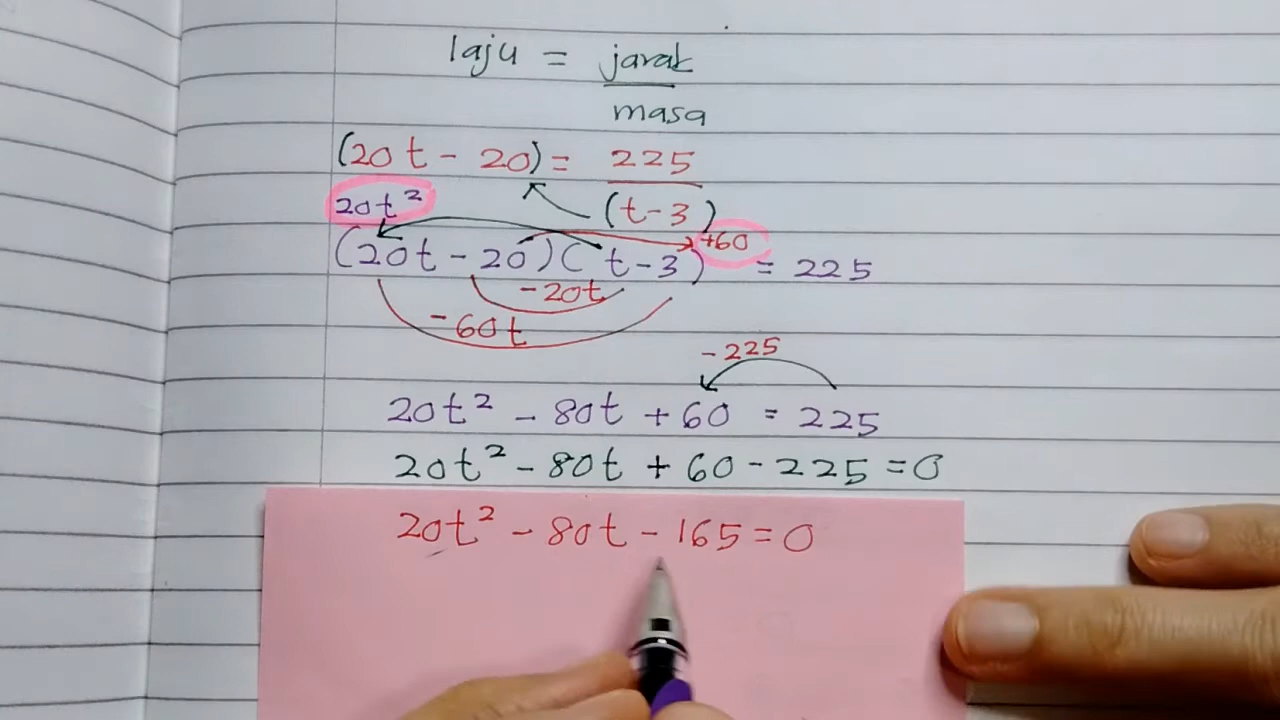 laju = jarak
masa
(20t - 20) = 225
(t-3)
20t²
+60
(20t - 20)(t-3) = 225
-20t
-60t
-225
20t² - 80t + 60 = 225
20t² - 80t + 60 - 225 = 0
20t² - 80t - 165 = 0